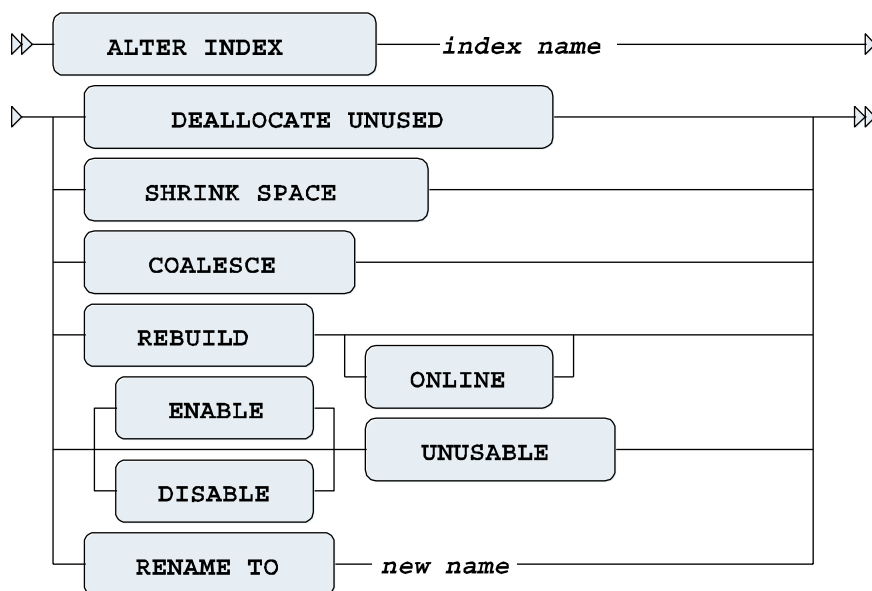 ALTER INDEX index name
DEALLOCATE UNUSED
SHRINK SPACE
COALESCE
REBUILD
ONLINE
ENABLE
UNUSABLE
DISABLE
RENAME TO new name